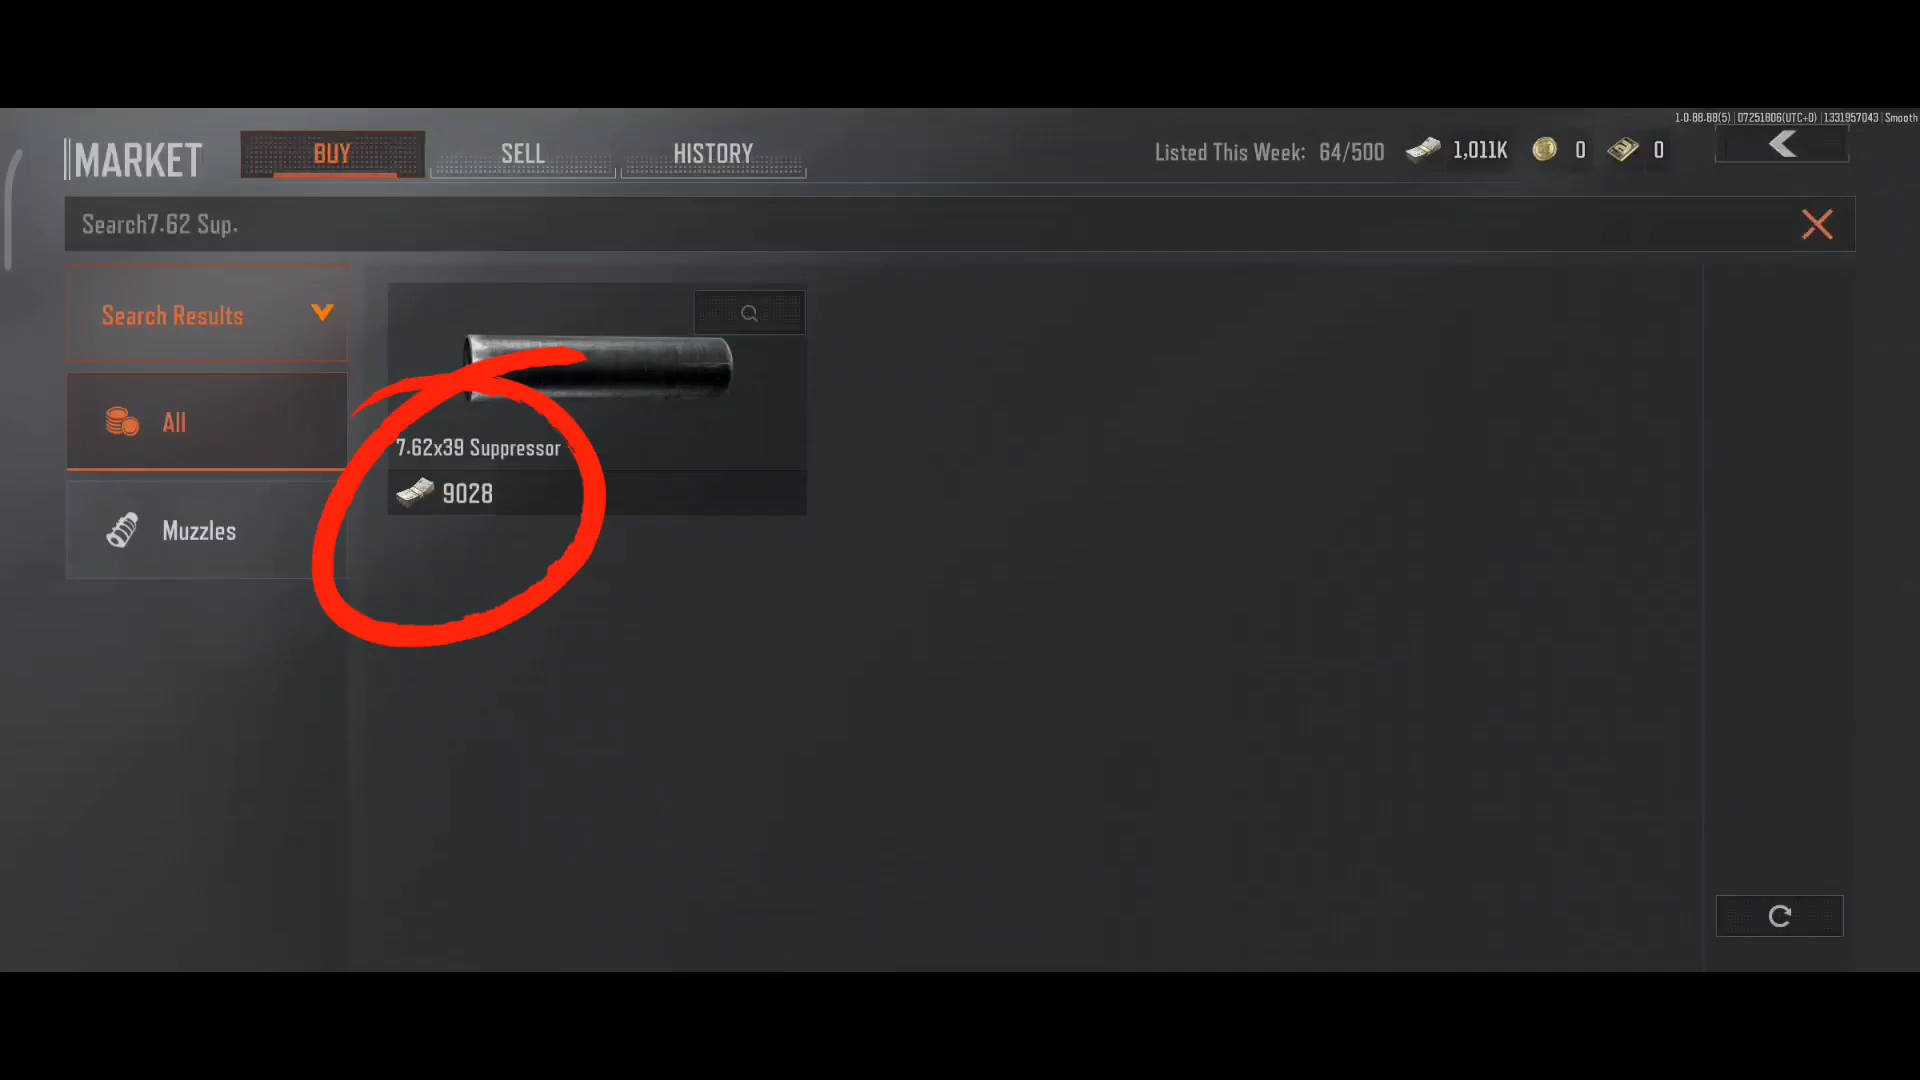 1.0.88.88(5) | 07251806(UTC+0) | 1331957043 | Smooth
MARKET
BUY
SELL
HISTORY
Listed This Week: 64/500
1,011K
0
0
Search7.62 Sup.
Search Results
All
Muzzles
7.62x39 Suppressor
9028